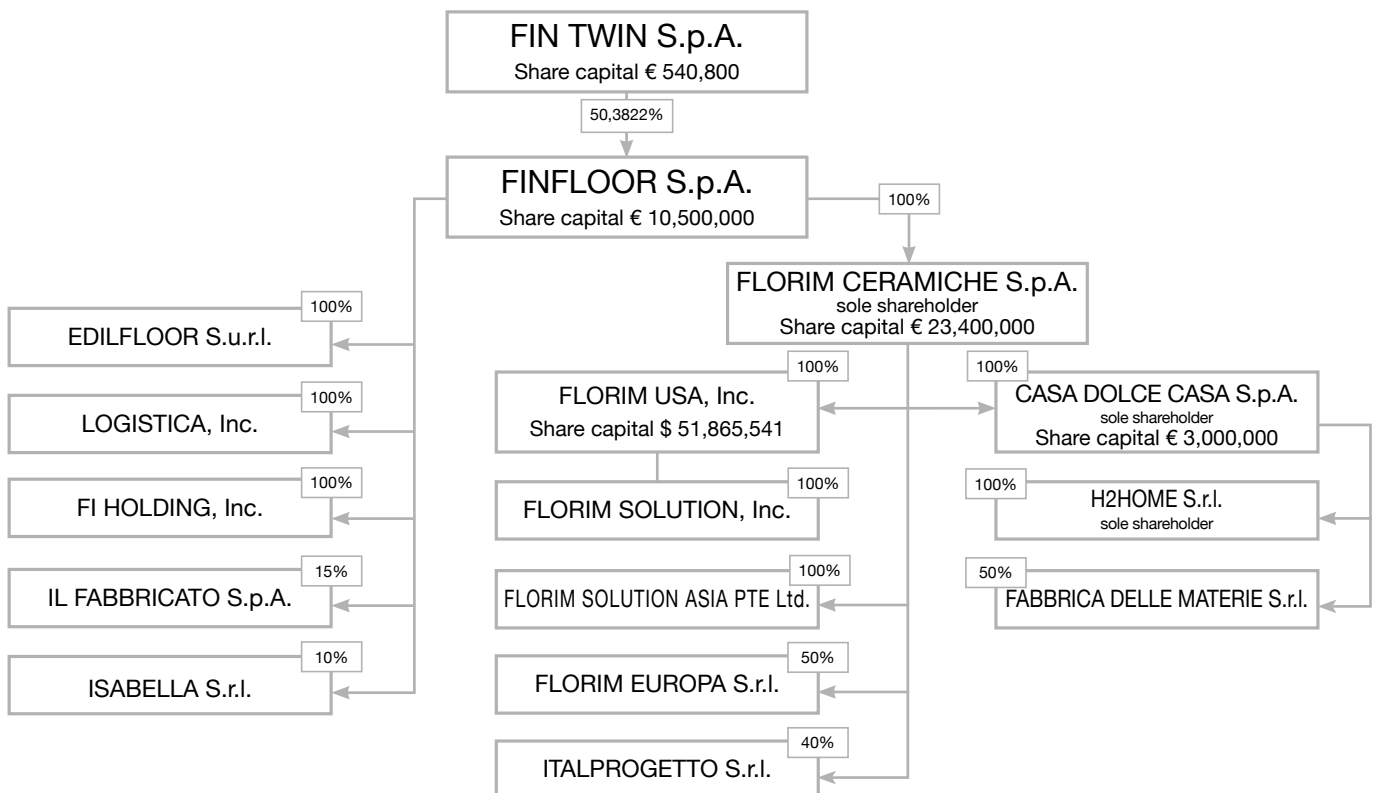 FIN TWIN S.p.A.
Share capital € 540,800
50,3822%
FINFLOOR S.p.A.
Share capital € 10,500,000
100%
FLORIM CERAMICHE S.p.A.
sole shareholder
Share capital € 23,400,000
100%
EDILFLOOR S.u.r.l.
100%
LOGISTICA, Inc.
100%
FI HOLDING, Inc.
15%
IL FABBRICATO S.p.A.
10%
ISABELLA S.r.l.
100%
FLORIM USA, Inc.
Share capital $ 51,865,541
100%
FLORIM SOLUTION, Inc.
100%
FLORIM SOLUTION ASIA PTE Ltd.
50%
FLORIM EUROPA S.r.l.
40%
ITALPROGETTO S.r.l.
100%
CASA DOLCE CASA S.p.A.
sole shareholder
Share capital € 3,000,000
100%
H2HOME S.r.l.
sole shareholder
50%
FABBRICA DELLE MATERIE S.r.l.